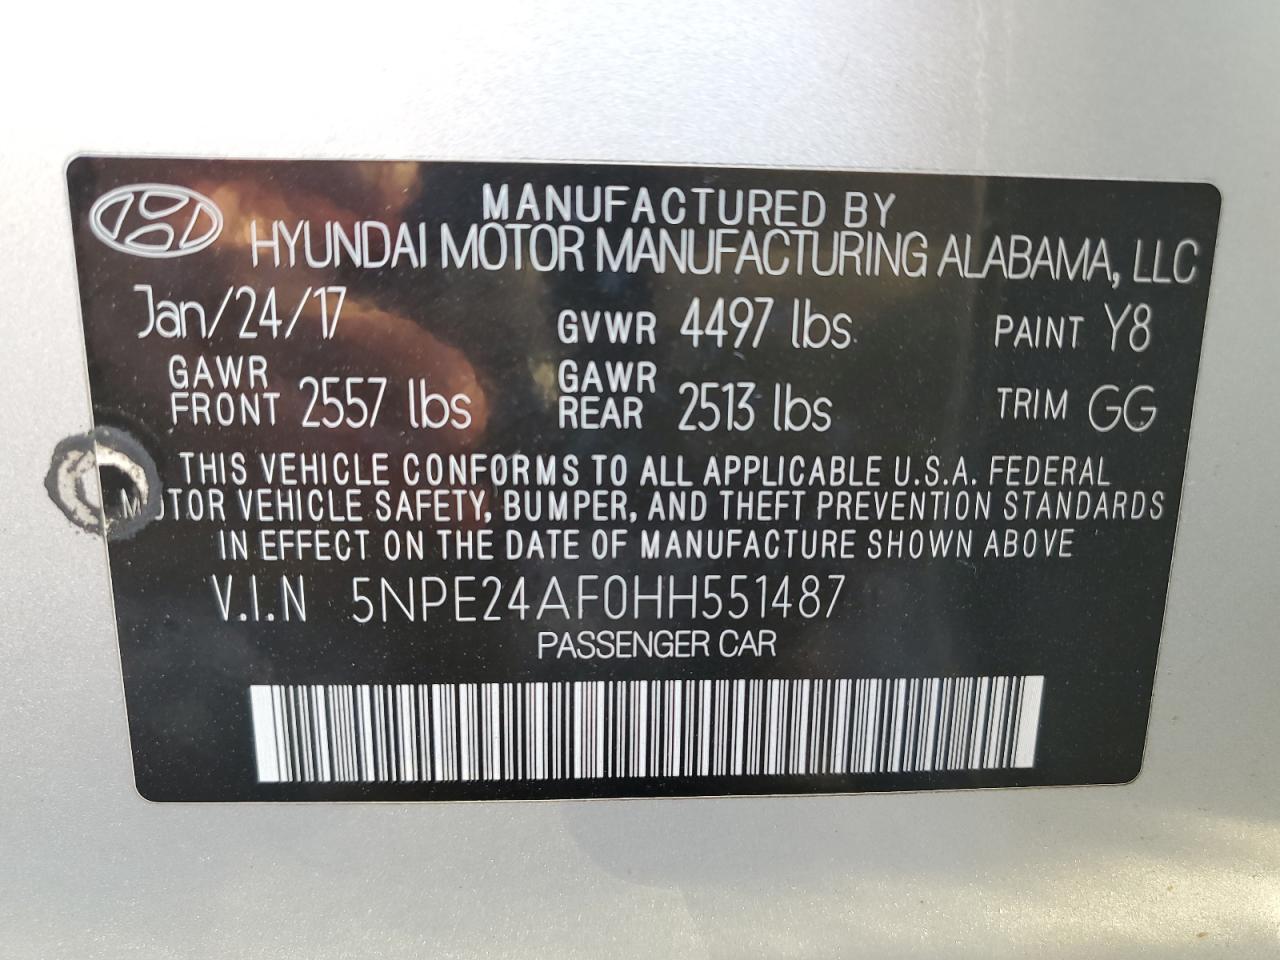 MANUFACTURED BY
HYUNDAI MOTOR MANUFACTURING ALABAMA, LLC
Jan/24/17 GVWR 4497 lbs PAINT Y8
GAWR FRONT 2557 lbs GAWR REAR 2513 lbs TRIM GG
THIS VEHICLE CONFORMS TO ALL APPLICABLE U.S.A. FEDERAL
MOTOR VEHICLE SAFETY, BUMPER, AND THEFT PREVENTION STANDARDS
IN EFFECT ON THE DATE OF MANUFACTURE SHOWN ABOVE
V.I.N 5NPE24AF0HH551487
PASSENGER CAR